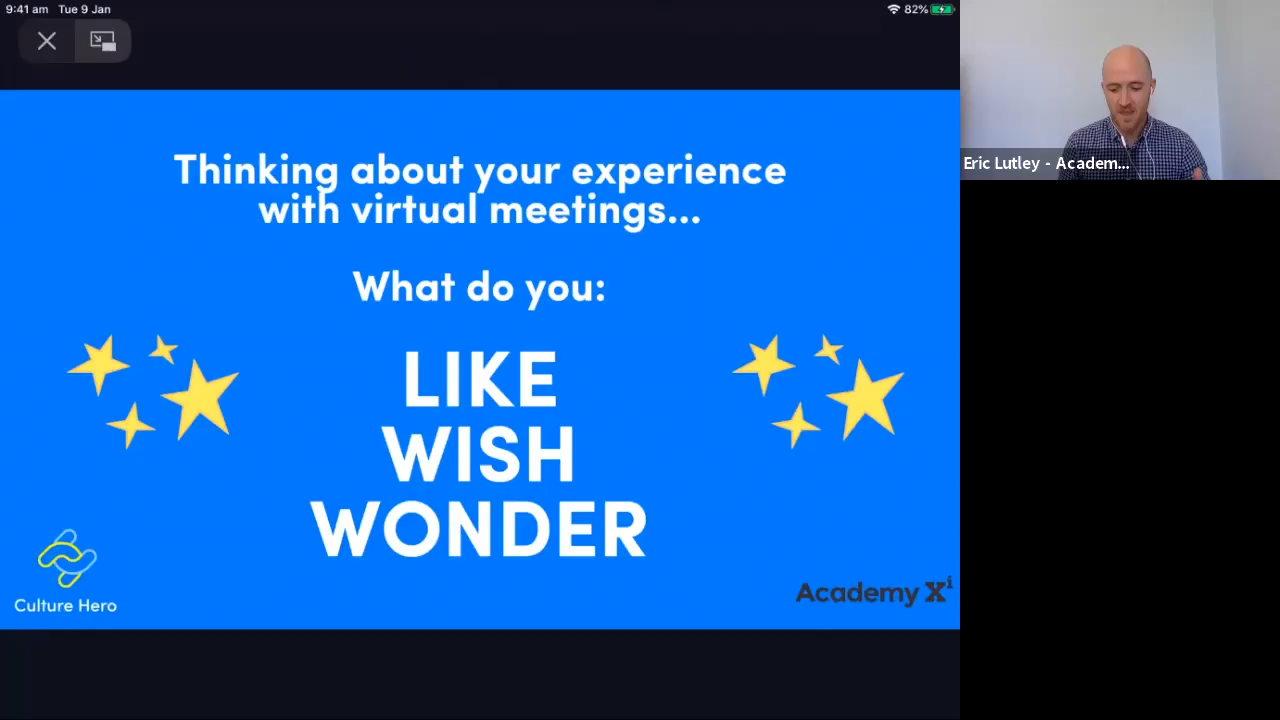 9:41 am Tue 9 Jan
82%
Thinking about your experience
with virtual meetings...
What do you:
LIKE
WISH
WONDER
Culture Hero
Academy Xi
Eric Lutley - Academ...